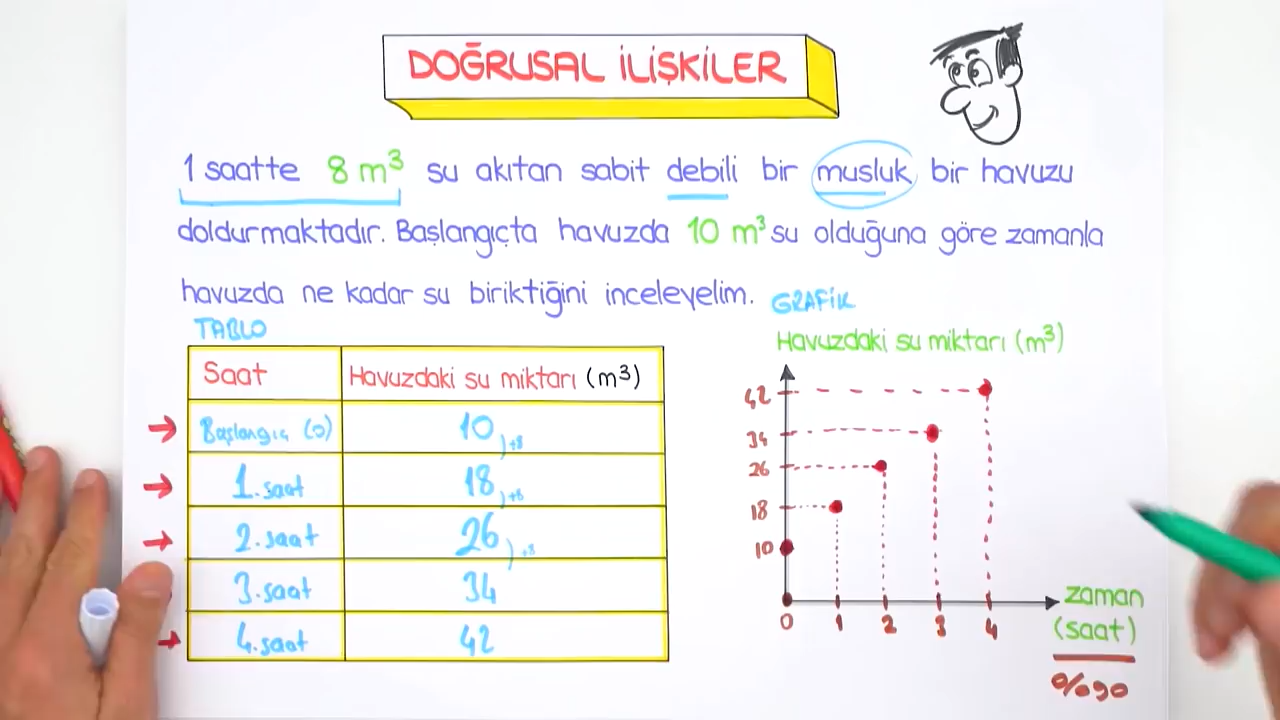 DOĞRUSAL İLİŞKİLER
1 saatte 8 m³ su akıtan sabit debili bir musluk bir havuzu
doldurmaktadır. Başlangıçta havuzda 10 m³ su olduğuna göre zamanla
havuzda ne kadar su biriktiğini inceleyelim.
TABLO
Saat Havuzdaki su miktarı (m³)
Başlangıç (0) 10
+8
1.saat 18
+8
2.saat 26
+8
3.saat 34
4.saat 42
GRAFİK
Havuzdaki su miktarı (m³)
42
34
26
18
10
0 1 2 3 4
zaman
(saat)
%90